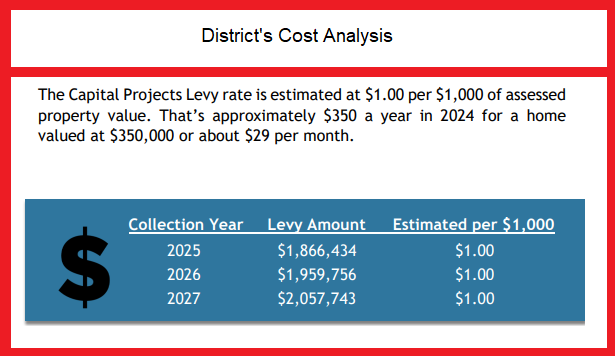 District's Cost Analysis
The Capital Projects Levy rate is estimated at $1.00 per $1,000 of assessed
property value. That’s approximately $350 a year in 2024 for a home
valued at $350,000 or about $29 per month.
$
Collection Year Levy Amount Estimated per $1,000
2025 $1,866,434 $1.00
2026 $1,959,756 $1.00
2027 $2,057,743 $1.00